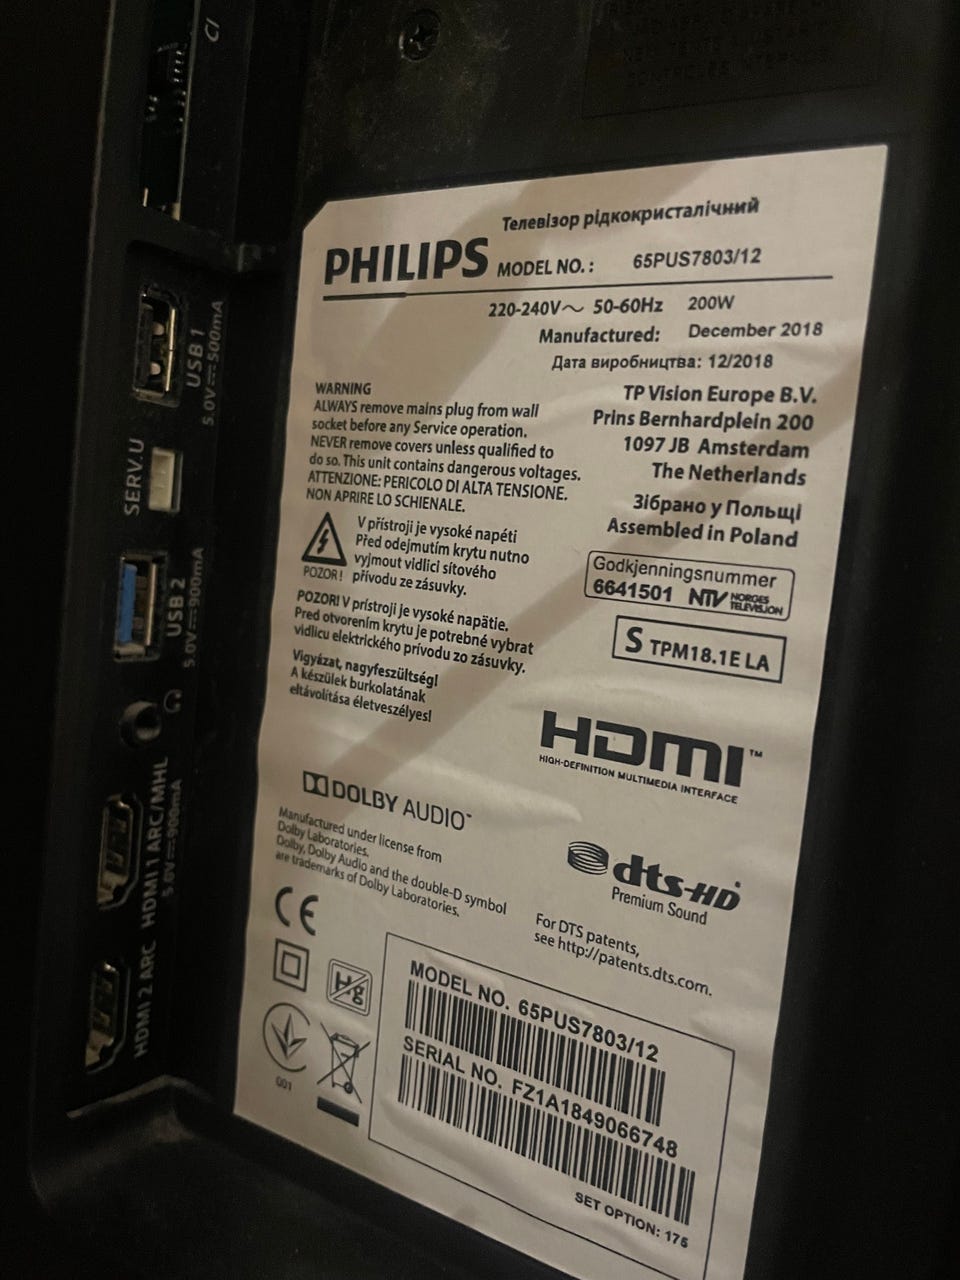 CI
USB 1
5.0V⎓500mA
SERV.U
USB 2
5.0V⎓900mA
HDMI 1 ARC/MHL
5.0V⎓900mA
HDMI 2 ARC
Телевізор рідкокристалічний
PHILIPS MODEL NO.: 65PUS7803/12
220-240V～ 50-60Hz 200W
Manufactured: December 2018
Дата виробництва: 12/2018
WARNING
ALWAYS remove mains plug from wall
socket before any Service operation.
NEVER remove covers unless qualified to
do so. This unit contains dangerous voltages.
ATTENZIONE: PERICOLO DI ALTA TENSIONE.
NON APRIRE LO SCHIENALE.
V přístroji je vysoké napětí
Před odejmutím krytu nutno
vyjmout vidlici síťového
POZOR! přívodu ze zásuvky.
POZOR! V prístroji je vysoké napätie.
Pred otvorením krytu je potrebné vybrat
vidlicu elektrického prívodu zo zásuvky.
Vigyázat, nagyfeszültség!
A készülek burkolatának
eltávolítása életveszélyes!
TP Vision Europe B.V.
Prins Bernhardplein 200
1097 JB Amsterdam
The Netherlands
Зібрано у Польщі
Assembled in Poland
Godkjenningsnummer
6641501 NTV NORGES
TELEVISJON
S TPM18.1E LA
HDMI™
HIGH-DEFINITION MULTIMEDIA INTERFACE
DOLBY AUDIO™
Manufactured under license from
Dolby Laboratories.
Dolby, Dolby Audio and the double-D symbol
are trademarks of Dolby Laboratories.
dts-HD
Premium Sound
For DTS patents,
see http://patents.dts.com.
CE
Hg
001
MODEL NO. 65PUS7803/12
SERIAL NO. FZ1A1849066748
SET OPTION: 175